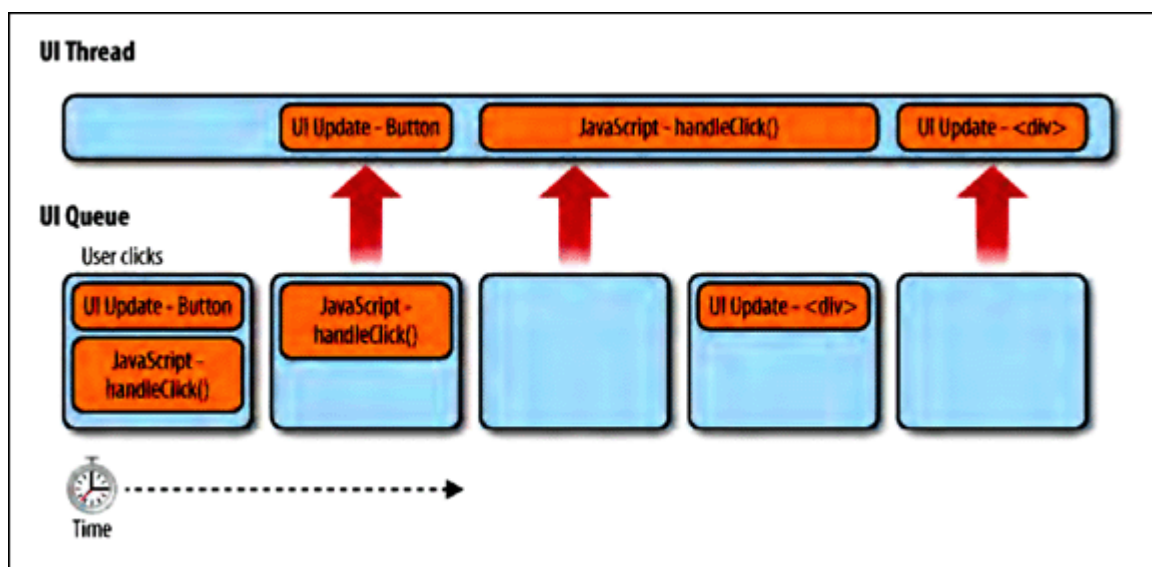 UI Thread
UI Update - Button
JavaScript - handleClick()
UI Update - <div>
UI Queue
User clicks
UI Update - Button
JavaScript -
handleClick()
JavaScript -
handleClick()
UI Update - <div>
Time